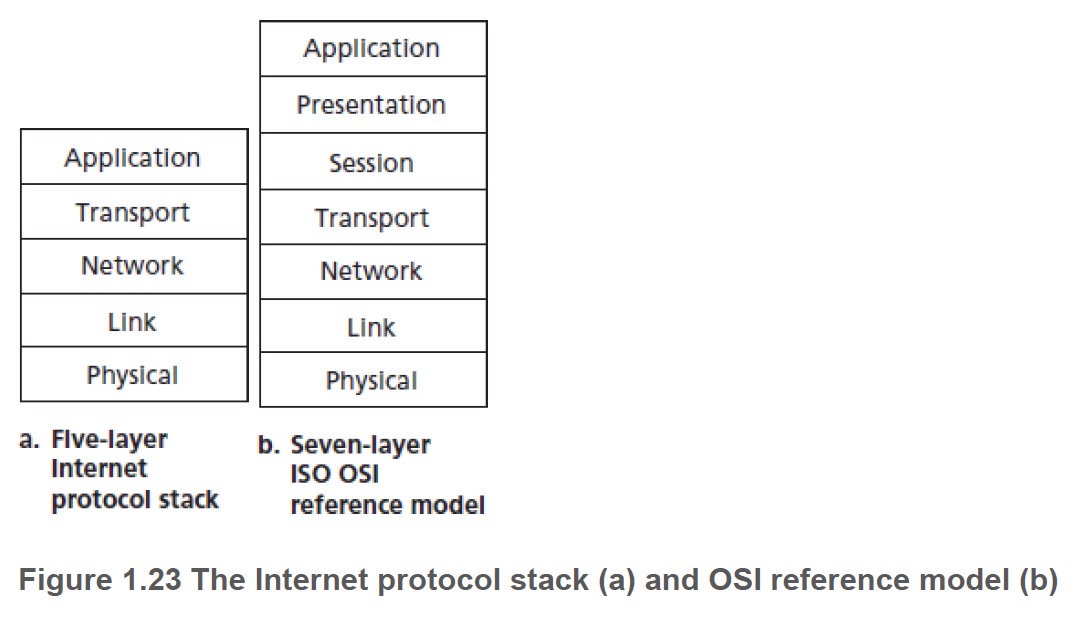 Application
Transport
Network
Link
Physical
a. Five-layer
Internet
protocol stack
Application
Presentation
Session
Transport
Network
Link
Physical
b. Seven-layer
ISO OSI
reference model
Figure 1.23 The Internet protocol stack (a) and OSI reference model (b)